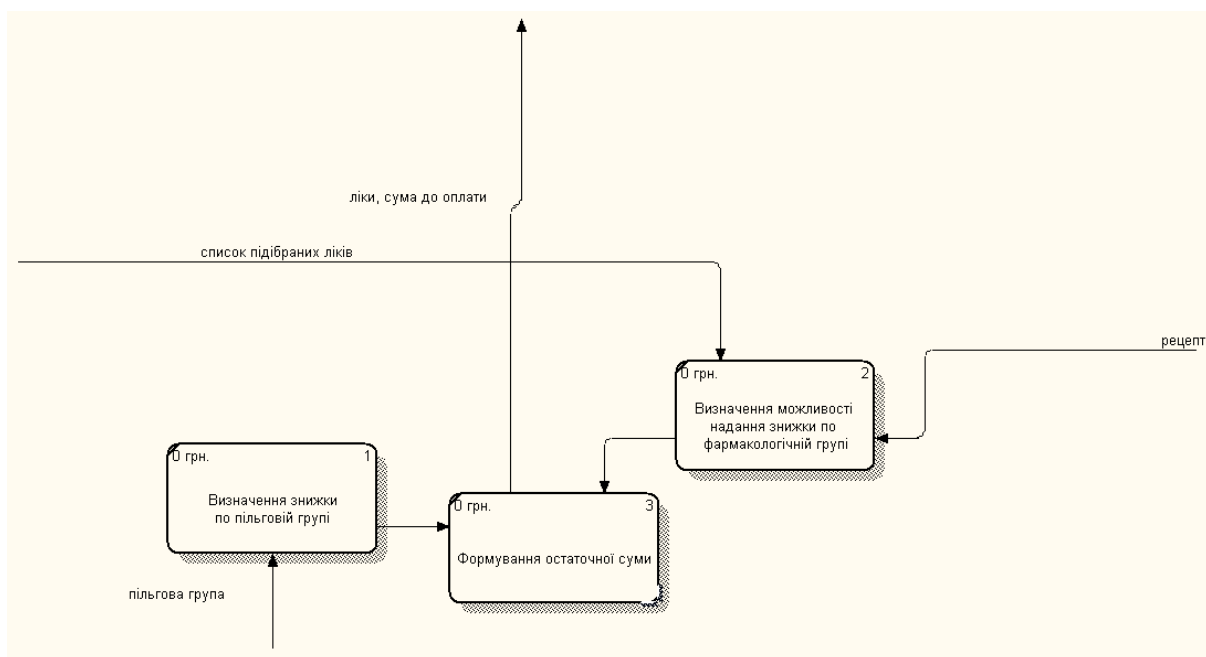 ліки, сума до оплати
список підібраних ліків
рецепт
0 грн.
2
Визначення можливості
надання знижки по
фармакологічній групі
0 грн.
1
Визначення знижки
по пільговій групі
0 грн.
3
Формування остаточної суми
пільгова група